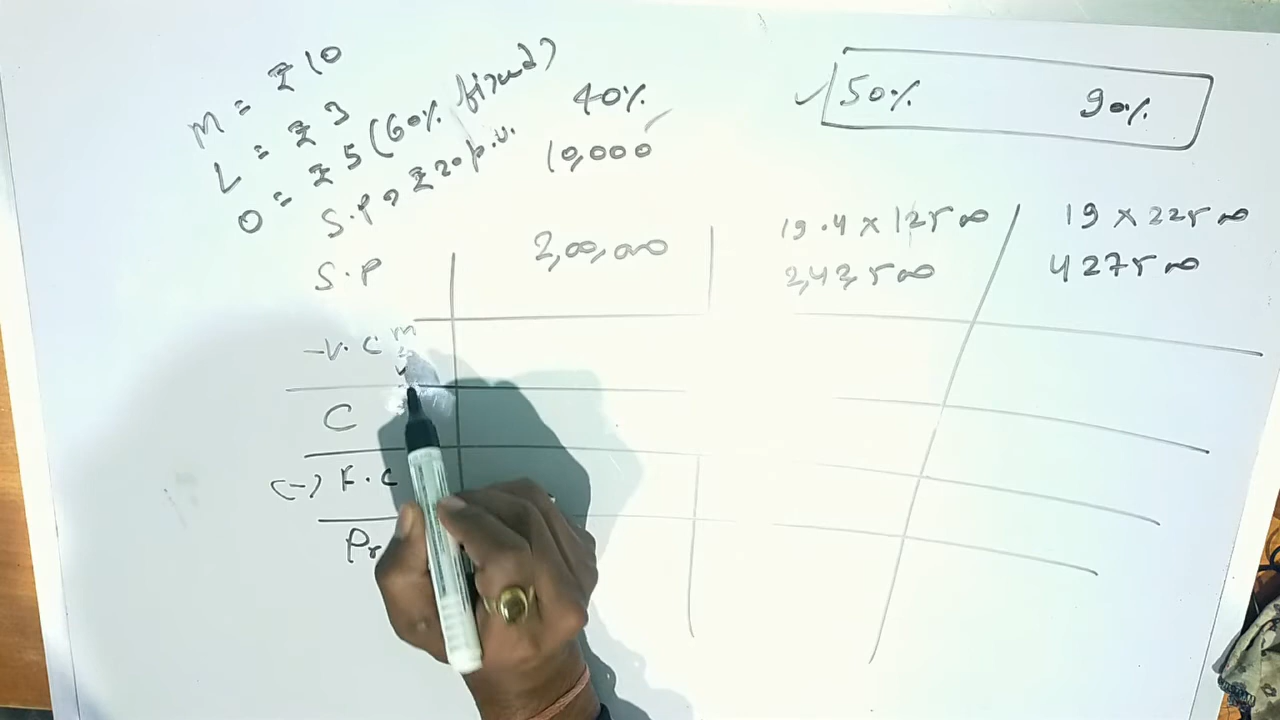 M = ₹10
L = ₹3
O = ₹5 (60% fixed)
S.P, ₹20 p.u.
40%
10,000
50% 90%
S.P 2,00,000
19.4 × 12500
2,42,500
19 × 22500
427500
-V.C M
C
(-) F.C
Pr